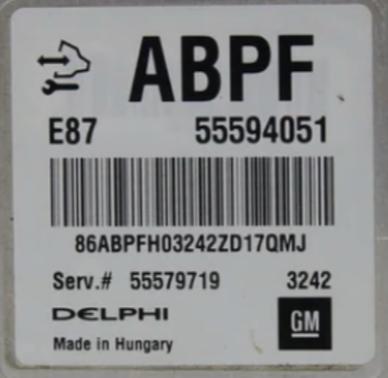 ABPF
E87 55594051
86ABPFH03242ZD17QMJ
Serv.# 55579719 3242
DELPHI
GM
Made in Hungary